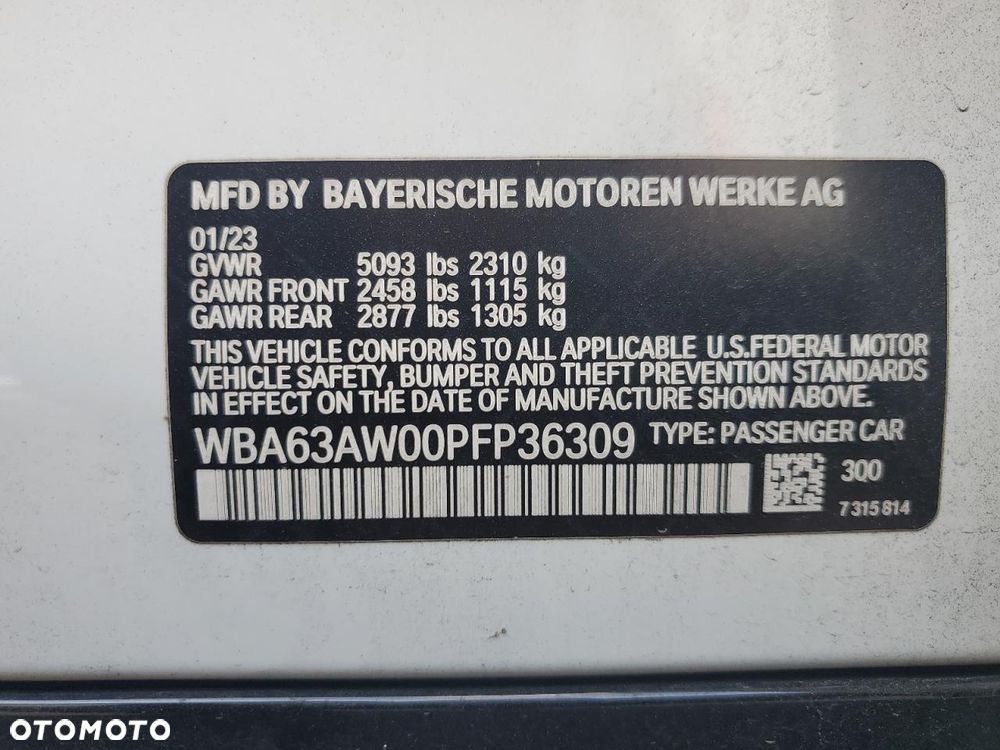 MFD BY BAYERISCHE MOTOREN WERKE AG
01/23
GVWR 5093 lbs 2310 kg
GAWR FRONT 2458 lbs 1115 kg
GAWR REAR 2877 lbs 1305 kg
THIS VEHICLE CONFORMS TO ALL APPLICABLE U.S.FEDERAL MOTOR
VEHICLE SAFETY, BUMPER AND THEFT PREVENTION STANDARDS
IN EFFECT ON THE DATE OF MANUFACTURE SHOWN ABOVE.
WBA63AW00PFP36309 TYPE: PASSENGER CAR
300
7 315 814
OTOMOTO